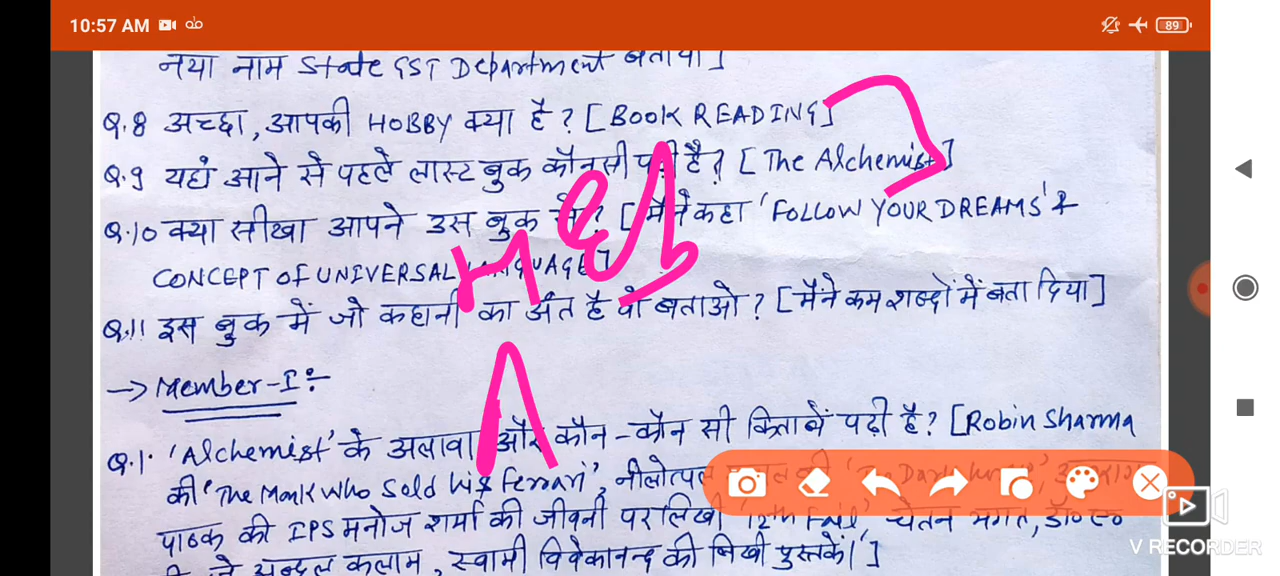 10:57 AM
89
नया नाम State GST Department बताया]
Q.8 अच्छा, आपकी HOBBY क्या है? [BOOK READING]
Q.9 यहां आने से पहले लास्ट बुक कौनसी पढ़ी है? [The Alchemist]
Q.10 क्या सीखा आपने उस बुक से? [मैंने कहा 'FOLLOW YOUR DREAMS' &
CONCEPT OF UNIVERSAL LANGUAGE]
Q.11 इस बुक में जो कहानी का अंत है वो बताओ? [मैंने कम शब्दों में बता दिया]
→ Member-I:-
Q.1. 'Alchemist' के अलावा और कौन-कौन सी किताबें पढ़ी है? [Robin Sharma
की 'The Monk Who Sold his Ferrari', नीलोत्पल
पाठक की IPS मनोज शर्मा की जीवनी पर लिखी '12th Fail', चेतन भगत, डॉ० ए०
अब्दुल कलाम, स्वामी विवेकानन्द की लिखी पुस्तकें।']
V RECORDER